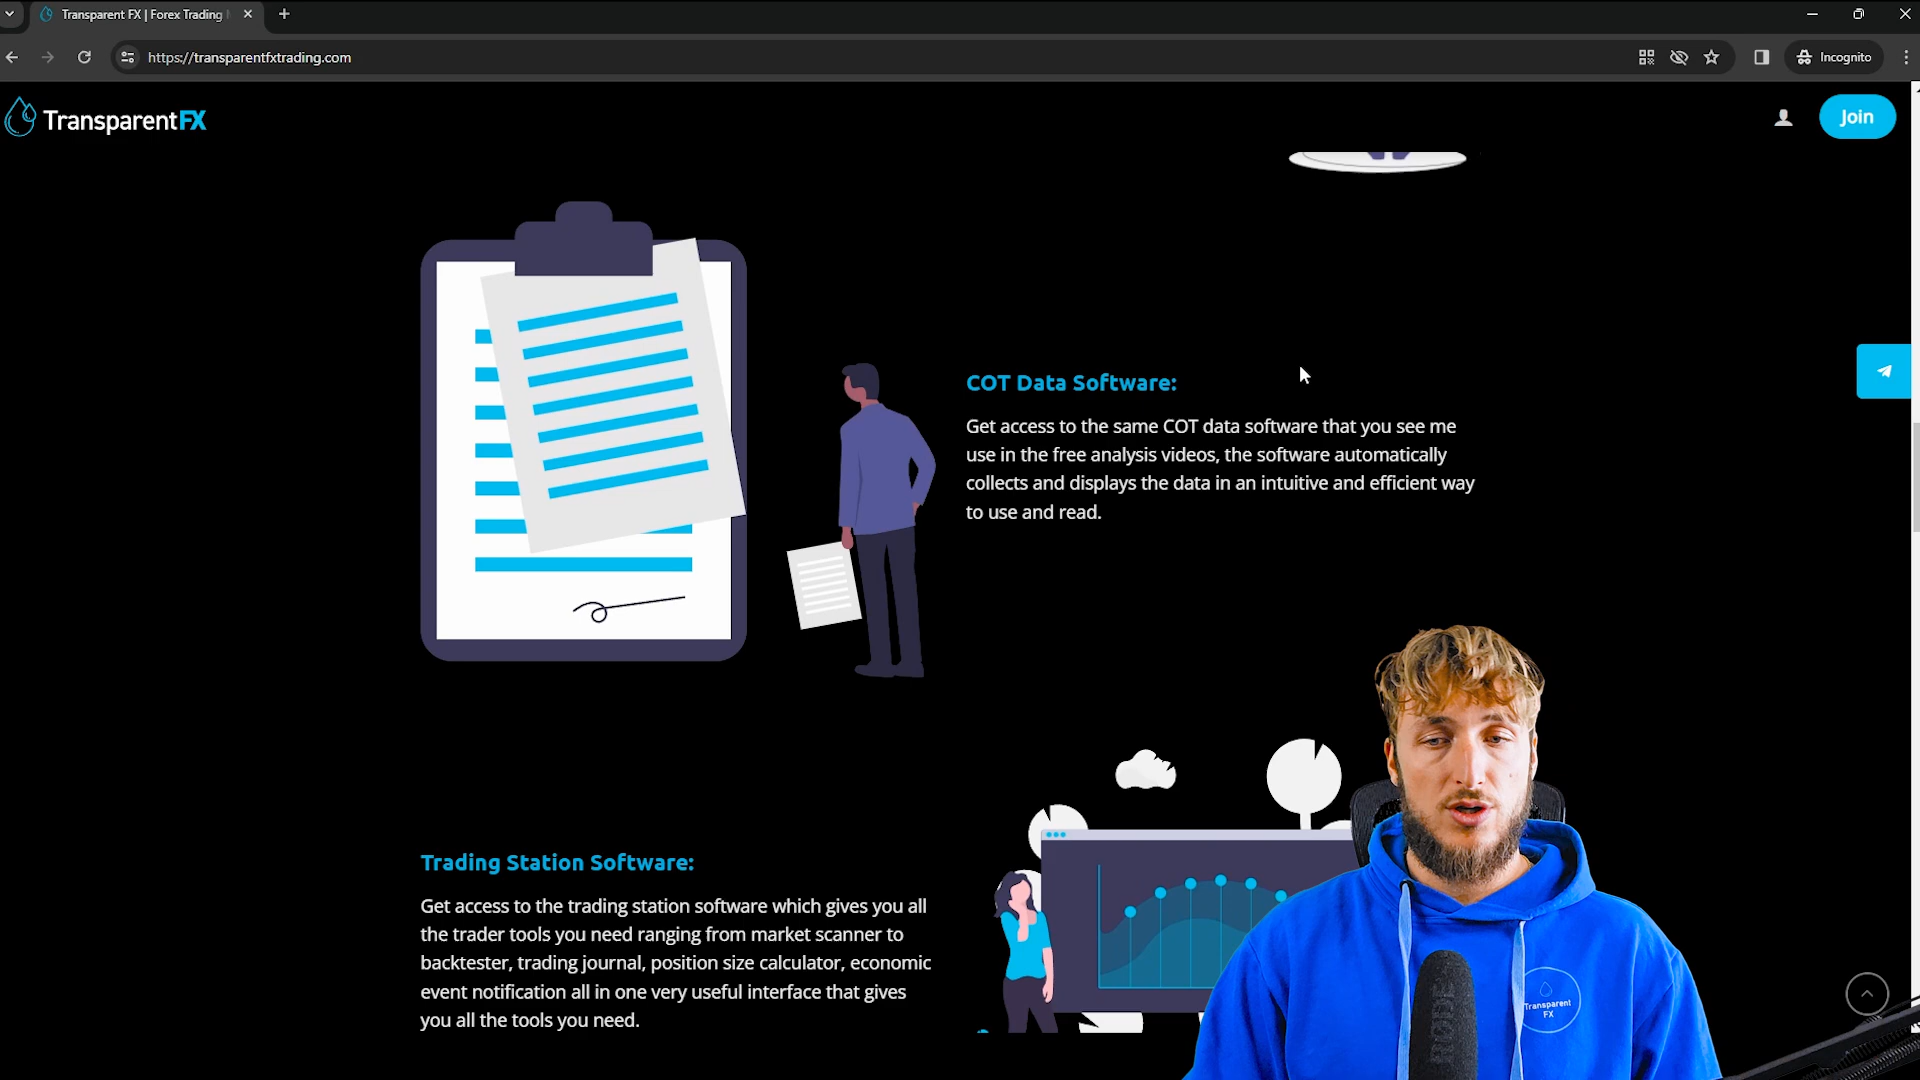 Transparent FX | Forex Trading
https://transparentfxtrading.com
Incognito
TransparentFX
Join
COT Data Software:
Get access to the same COT data software that you see me
use in the free analysis videos, the software automatically
collects and displays the data in an intuitive and efficient way
to use and read.
Trading Station Software:
Get access to the trading station software which gives you all
the trader tools you need ranging from market scanner to
backtester, trading journal, position size calculator, economic
event notification all in one very useful interface that gives
you all the tools you need.
Transparent
FX
RØDE